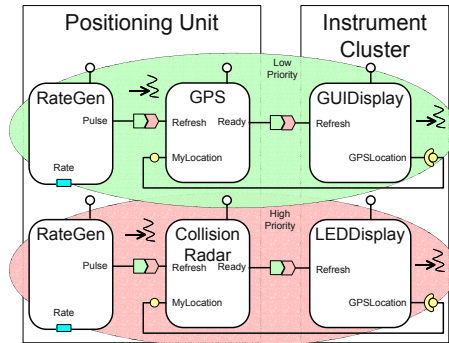 Positioning Unit
Instrument
Cluster
Low
Priority
RateGen
GPS
GUIDisplay
Pulse
Refresh
Ready
Refresh
Rate
MyLocation
GPSLocation
High
Priority
RateGen
Collision
Radar
LEDDisplay
Pulse
Refresh
Ready
Refresh
Rate
MyLocation
GPSLocation